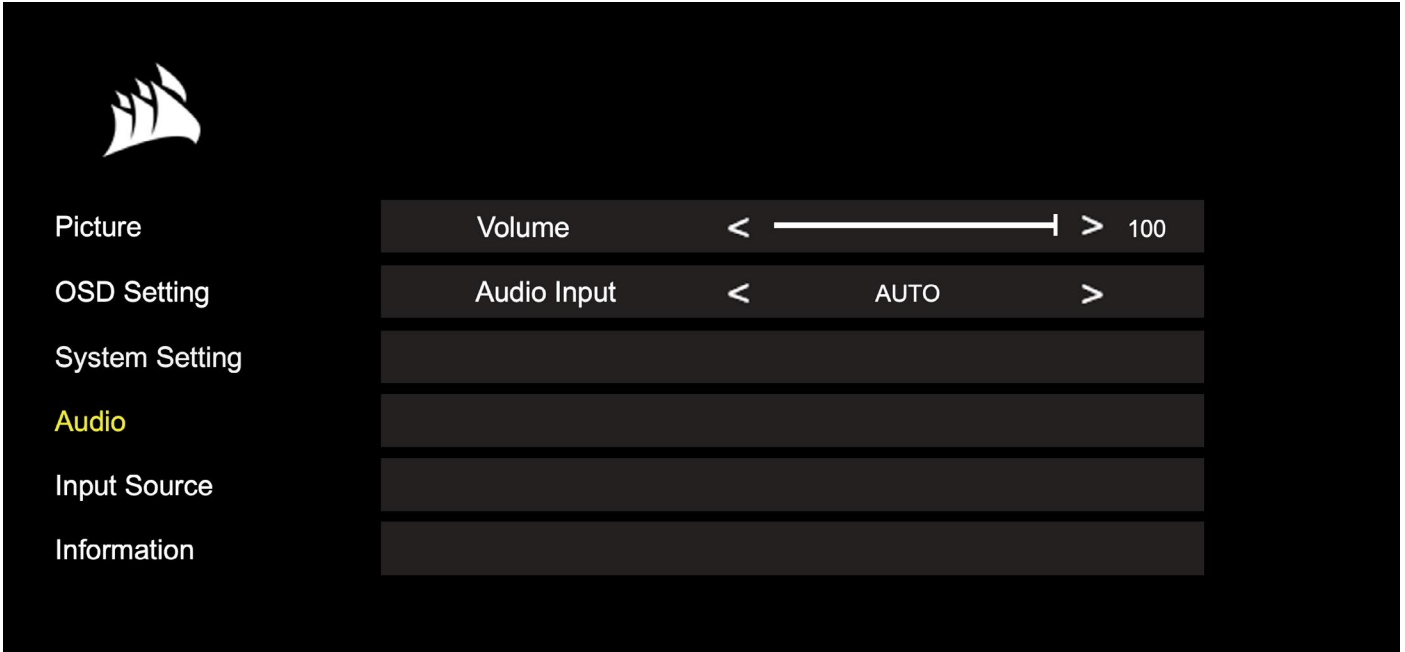 Picture
Volume < > 100
OSD Setting
Audio Input < AUTO >
System Setting
Audio
Input Source
Information